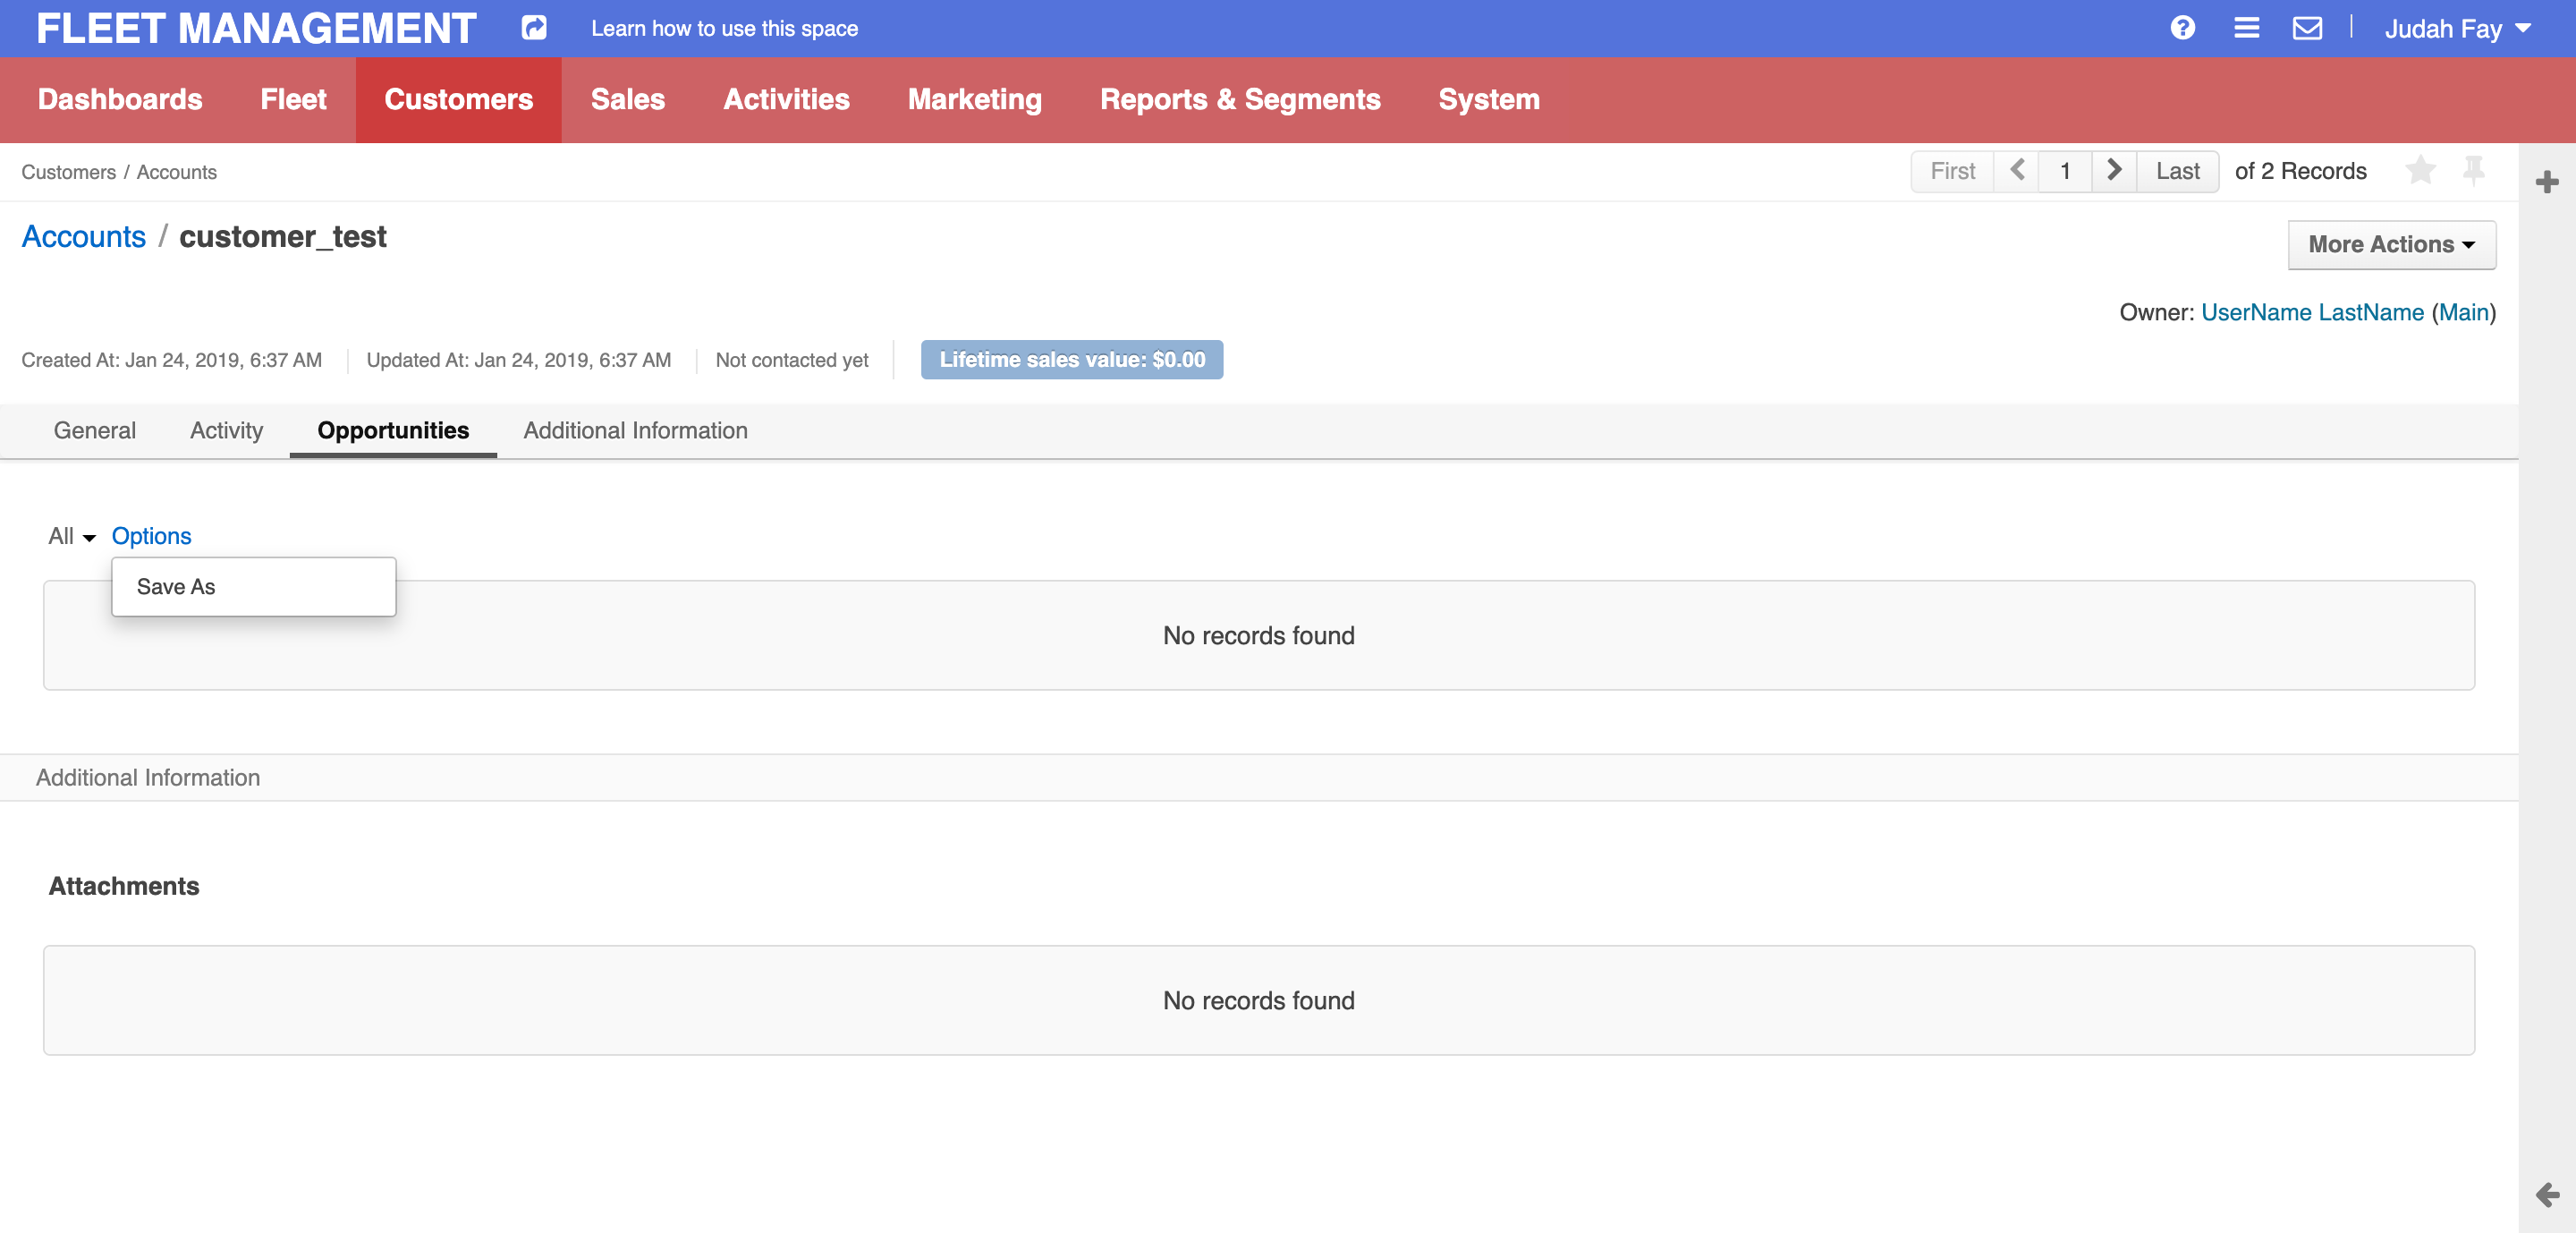 FLEET MANAGEMENT Learn how to use this space Judah Fay
Dashboards Fleet Customers Sales Activities Marketing Reports & Segments System
Customers / Accounts First 1 Last of 2 Records
Accounts / customer_test More Actions
Owner: UserName LastName (Main)
Created At: Jan 24, 2019, 6:37 AM Updated At: Jan 24, 2019, 6:37 AM Not contacted yet Lifetime sales value: $0.00
General Activity Opportunities Additional Information
All Options
Save As
No records found
Additional Information
Attachments
No records found